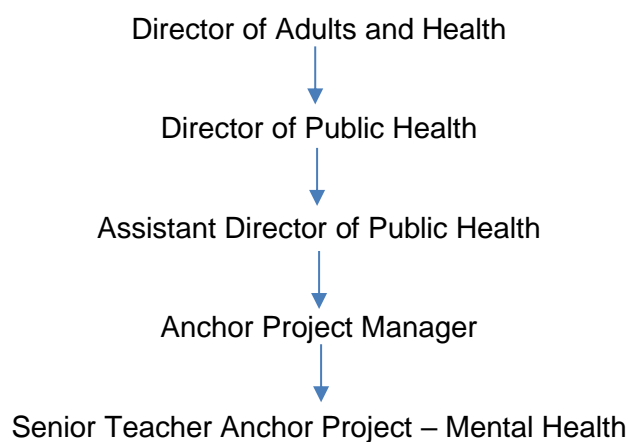 Director of Adults and Health
Director of Public Health
Assistant Director of Public Health
Anchor Project Manager
Senior Teacher Anchor Project – Mental Health